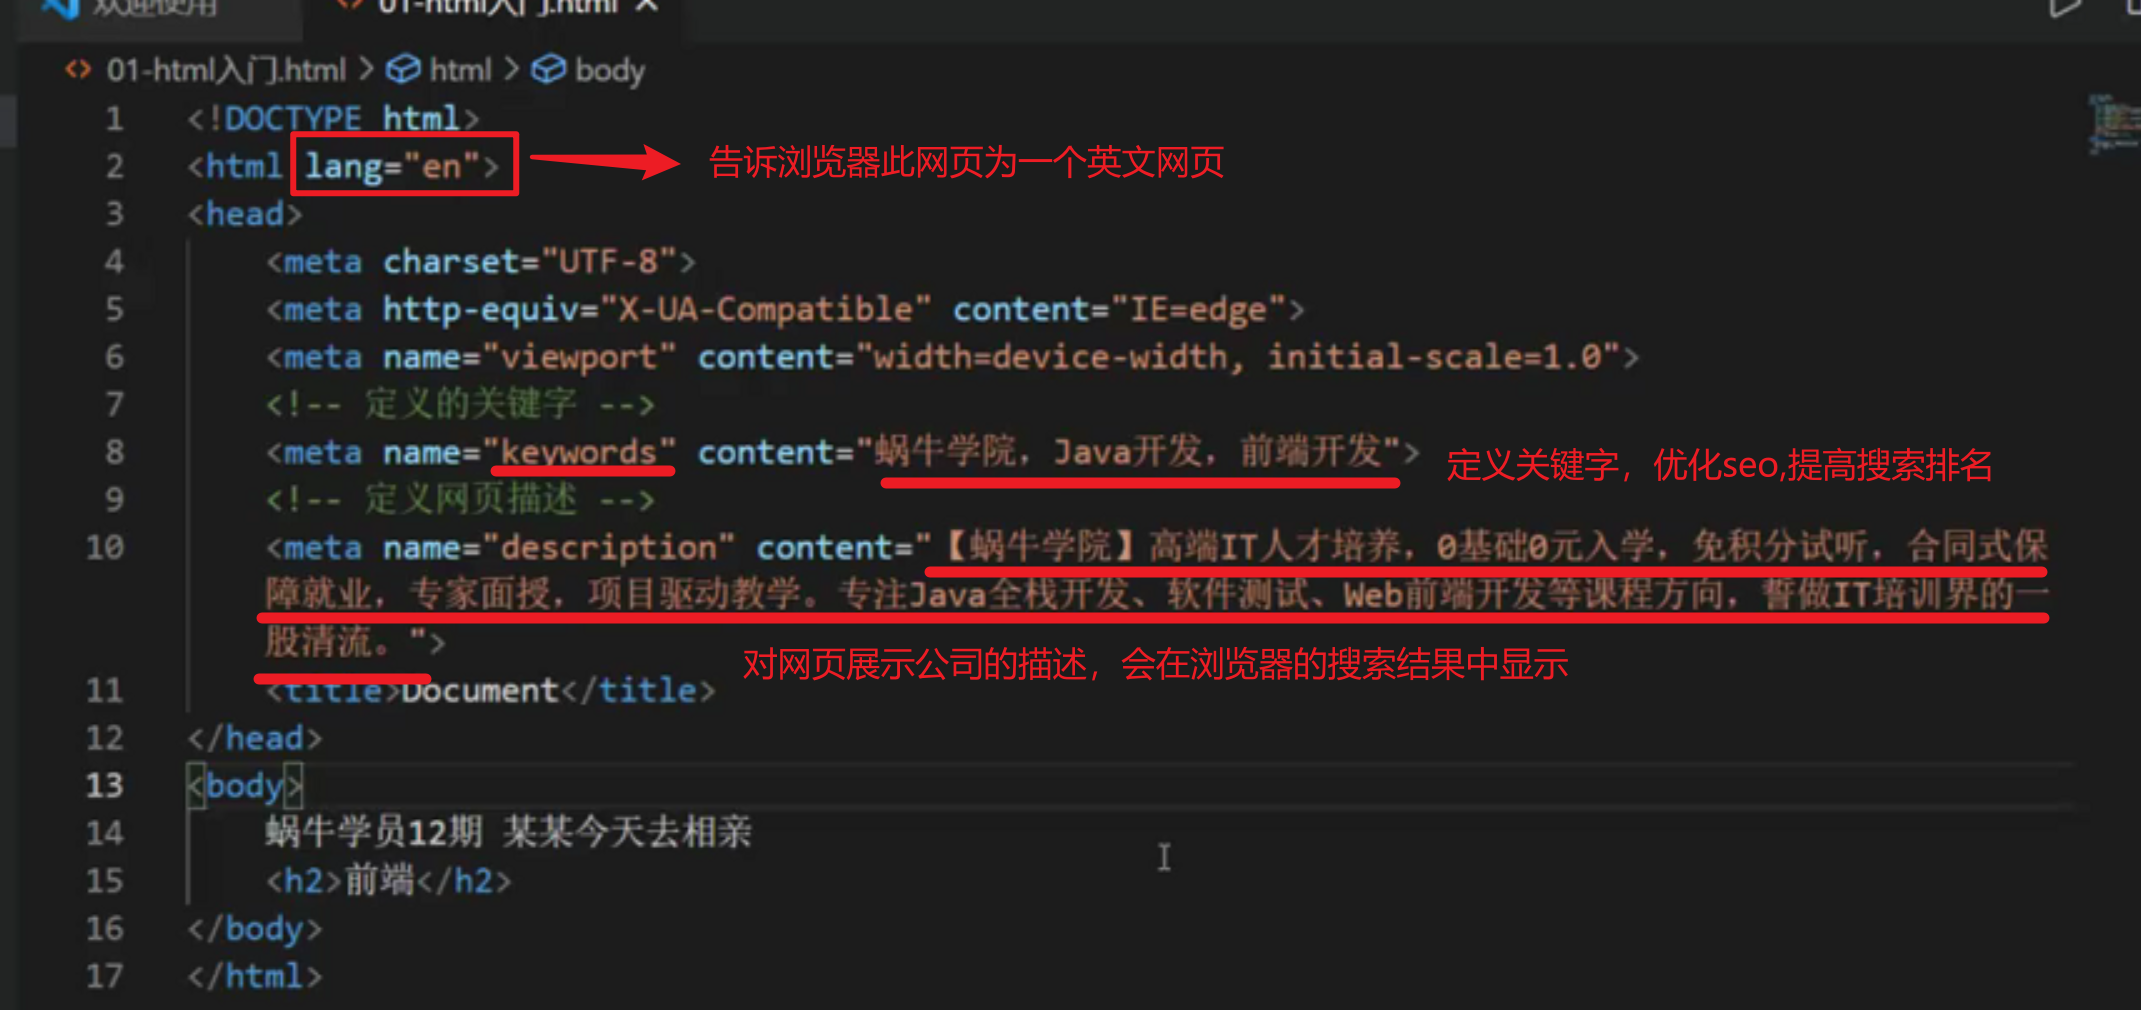 欢迎使用
01-html入门.html
01-html入门.html > html > body
1 <!DOCTYPE html>
2 <html lang="en"> 告诉浏览器此网页为一个英文网页
3 <head>
4 <meta charset="UTF-8">
5 <meta http-equiv="X-UA-Compatible" content="IE=edge">
6 <meta name="viewport" content="width=device-width, initial-scale=1.0">
7 <!-- 定义的关键字 -->
8 <meta name="keywords" content="蜗牛学院，Java开发，前端开发"> 定义关键字，优化seo,提高搜索排名
9 <!-- 定义网页描述 -->
10 <meta name="description" content="【蜗牛学院】高端IT人才培养，0基础0元入学，免积分试听，合同式保
障就业，专家面授，项目驱动教学。专注Java全栈开发、软件测试、Web前端开发等课程方向，誓做IT培训界的一
股清流。">
对网页展示公司的描述，会在浏览器的搜索结果中显示
11 <title>Document</title>
12 </head>
13 <body>
14 蜗牛学员12期 某某今天去相亲
15 <h2>前端</h2>
16 </body>
17 </html>